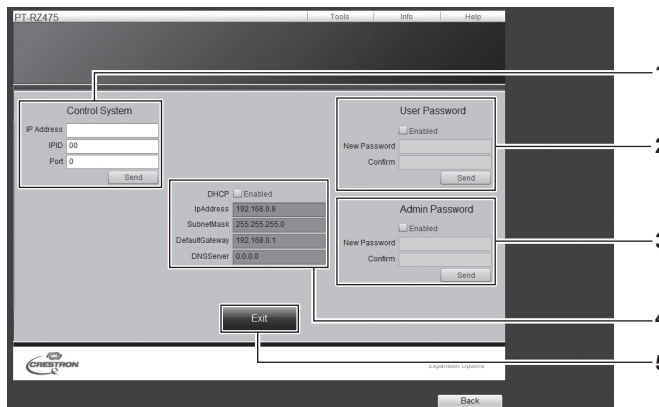 PT-RZ475
Tools Info Help
Control System
IP Address
IPID 00
Port 0
Send
User Password
Enabled
New Password
Confirm
Send
DHCP Enabled
IpAddress 192.168.0.8
SubnetMask 255.255.255.0
DefaultGateway 192.168.0.1
DNSServer 0.0.0.0
Admin Password
Enabled
New Password
Confirm
Send
Exit
CRESTRON
Expansion Options
Back
1
2
3
4
5